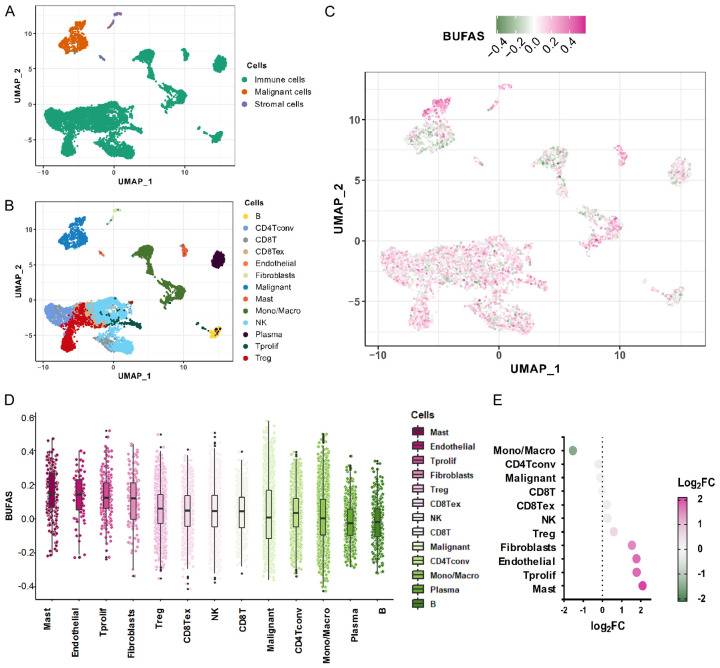 A
10
5
0
-5
UMAP_2
-10
0
10
UMAP_1
Cells
Immune cells
Malignant cells
Stromal cells
B
10
5
0
-5
UMAP_2
-10
0
10
UMAP_1
Cells
B
CD4Tconv
CD8T
CD8Tex
Endothelial
Fibroblasts
Malignant
Mast
Mono/Macro
NK
Plasma
Tprolif
Treg
C
BUFAS
-0.4
-0.2
0.0
0.2
0.4
10
5
0
-5
UMAP_2
-10
0
10
UMAP_1
D
0.6
0.4
0.2
0.0
-0.2
-0.4
BUFAS
Mast
Endothelial
Tprolif
Fibroblasts
Treg
CD8Tex
NK
CD8T
Malignant
CD4Tconv
Mono/Macro
Plasma
B
Cells
Mast
Endothelial
Tprolif
Fibroblasts
Treg
CD8Tex
NK
CD8T
Malignant
CD4Tconv
Mono/Macro
Plasma
B
E
Mono/Macro
CD4Tconv
Malignant
CD8T
CD8Tex
NK
Treg
Fibroblasts
Endothelial
Tprolif
Mast
-2
-1
0
1
2
log₂FC
Log₂FC
2
1
0
-1
-2